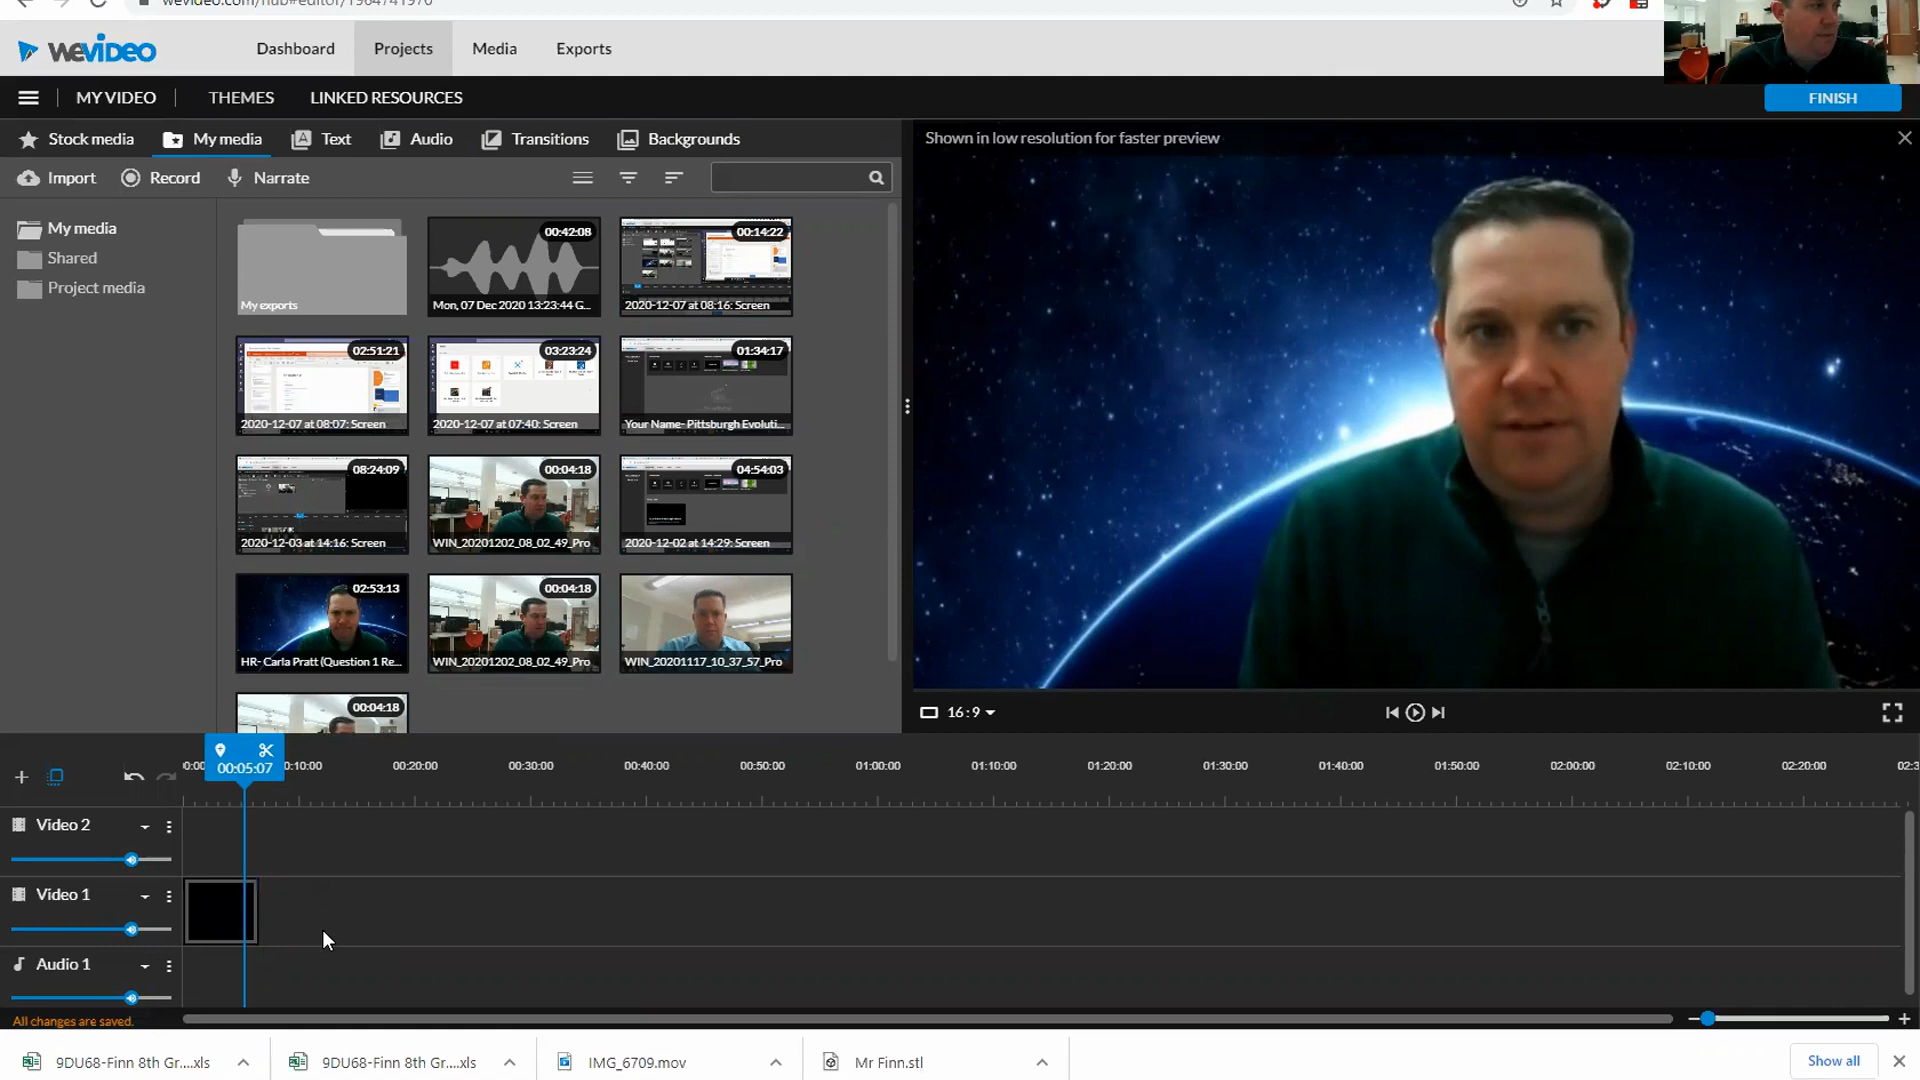 wevideo.com/hub#editor/1964741970
WEVIDEO
Dashboard
Projects
Media
Exports
MY VIDEO
THEMES
LINKED RESOURCES
FINISH
Stock media
My media
Text
Audio
Transitions
Backgrounds
Shown in low resolution for faster preview
Import
Record
Narrate
My media
Shared
Project media
My exports
00:42:08
Mon, 07 Dec 2020 13:23:44 G...
00:14:22
2020-12-07 at 08:16: Screen
02:51:21
2020-12-07 at 08:07: Screen
03:23:24
2020-12-07 at 07:40: Screen
01:34:17
Your Name- Pittsburgh Evoluti...
08:24:09
2020-12-03 at 14:16: Screen
00:04:18
WIN_20201202_08_02_49_Pro
04:54:03
2020-12-02 at 14:29: Screen
02:53:13
HR- Carla Pratt (Question 1 Re...
00:04:18
WIN_20201202_08_02_49_Pro
WIN_20201117_10_37_57_Pro
00:04:18
16:9
00:05:07
):00:10:00 00:20:00 00:30:00 00:40:00 00:50:00 01:00:00 01:10:00 01:20:00 01:30:00 01:40:00 01:50:00 02:00:00 02:10:00 02:20:00 02:3
Video 2
Video 1
Audio 1
All changes are saved.
9DU68-Finn 8th Gr....xls
9DU68-Finn 8th Gr....xls
IMG_6709.mov
Mr Finn.stl
Show all